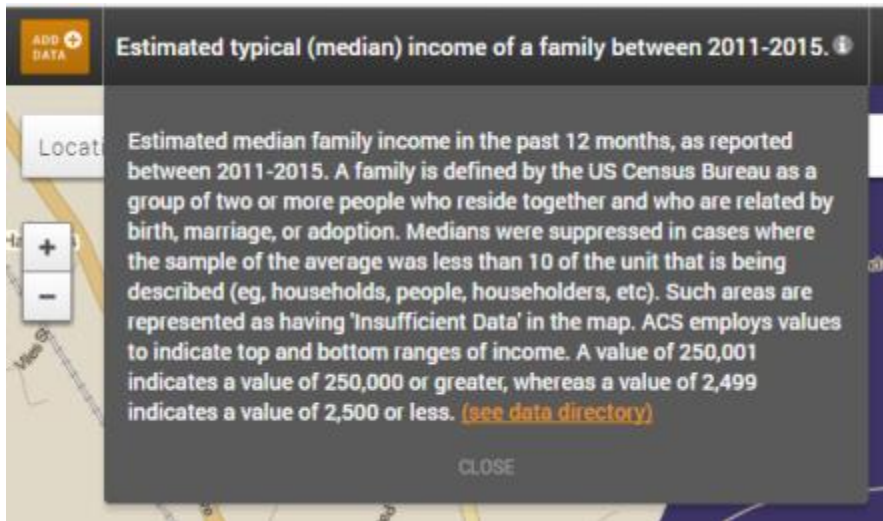 ADD
DATA
Estimated typical (median) income of a family between 2011-2015.
Locati
Estimated median family income in the past 12 months, as reported
between 2011-2015. A family is defined by the US Census Bureau as a
group of two or more people who reside together and who are related by
birth, marriage, or adoption. Medians were suppressed in cases where
the sample of the average was less than 10 of the unit that is being
described (eg, households, people, householders, etc). Such areas are
represented as having 'Insufficient Data' in the map. ACS employs values
to indicate top and bottom ranges of income. A value of 250,001
indicates a value of 250,000 or greater, whereas a value of 2,499
indicates a value of 2,500 or less. (see data directory)
CLOSE
+
−